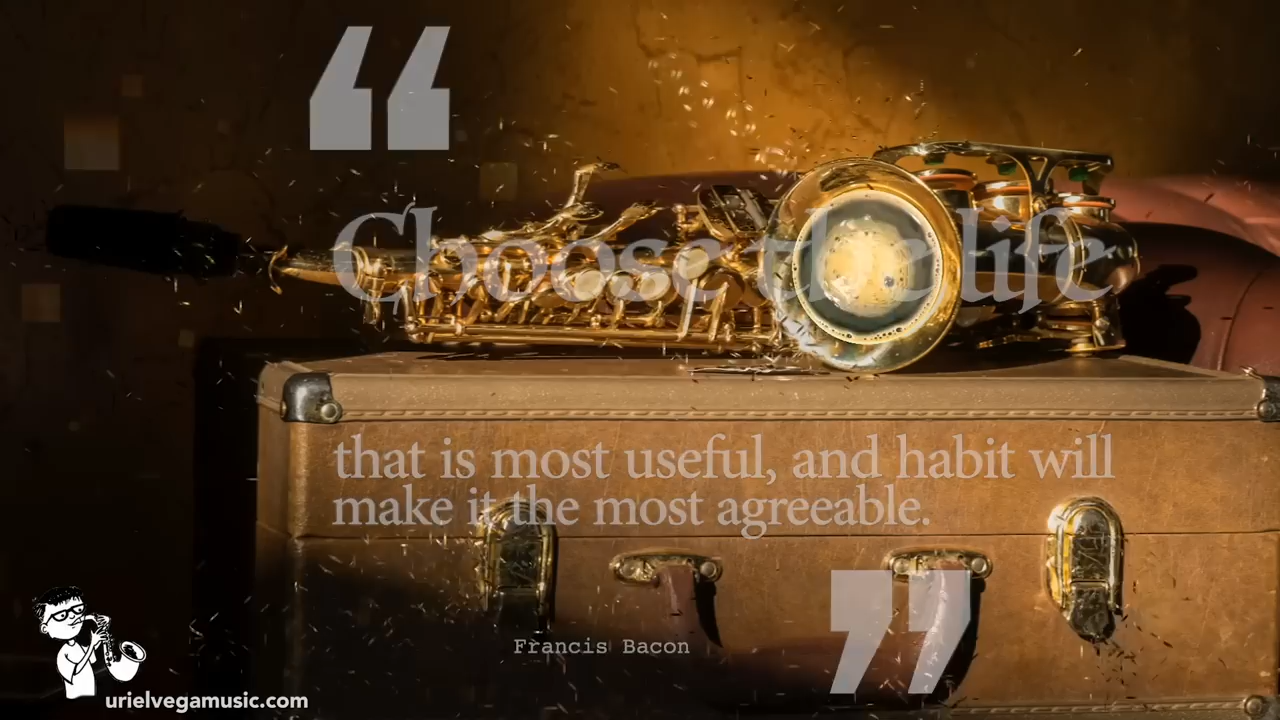 “
Choose the life
that is most useful, and habit will
make it the most agreeable.
”
Francis Bacon
urielvegamusic.com